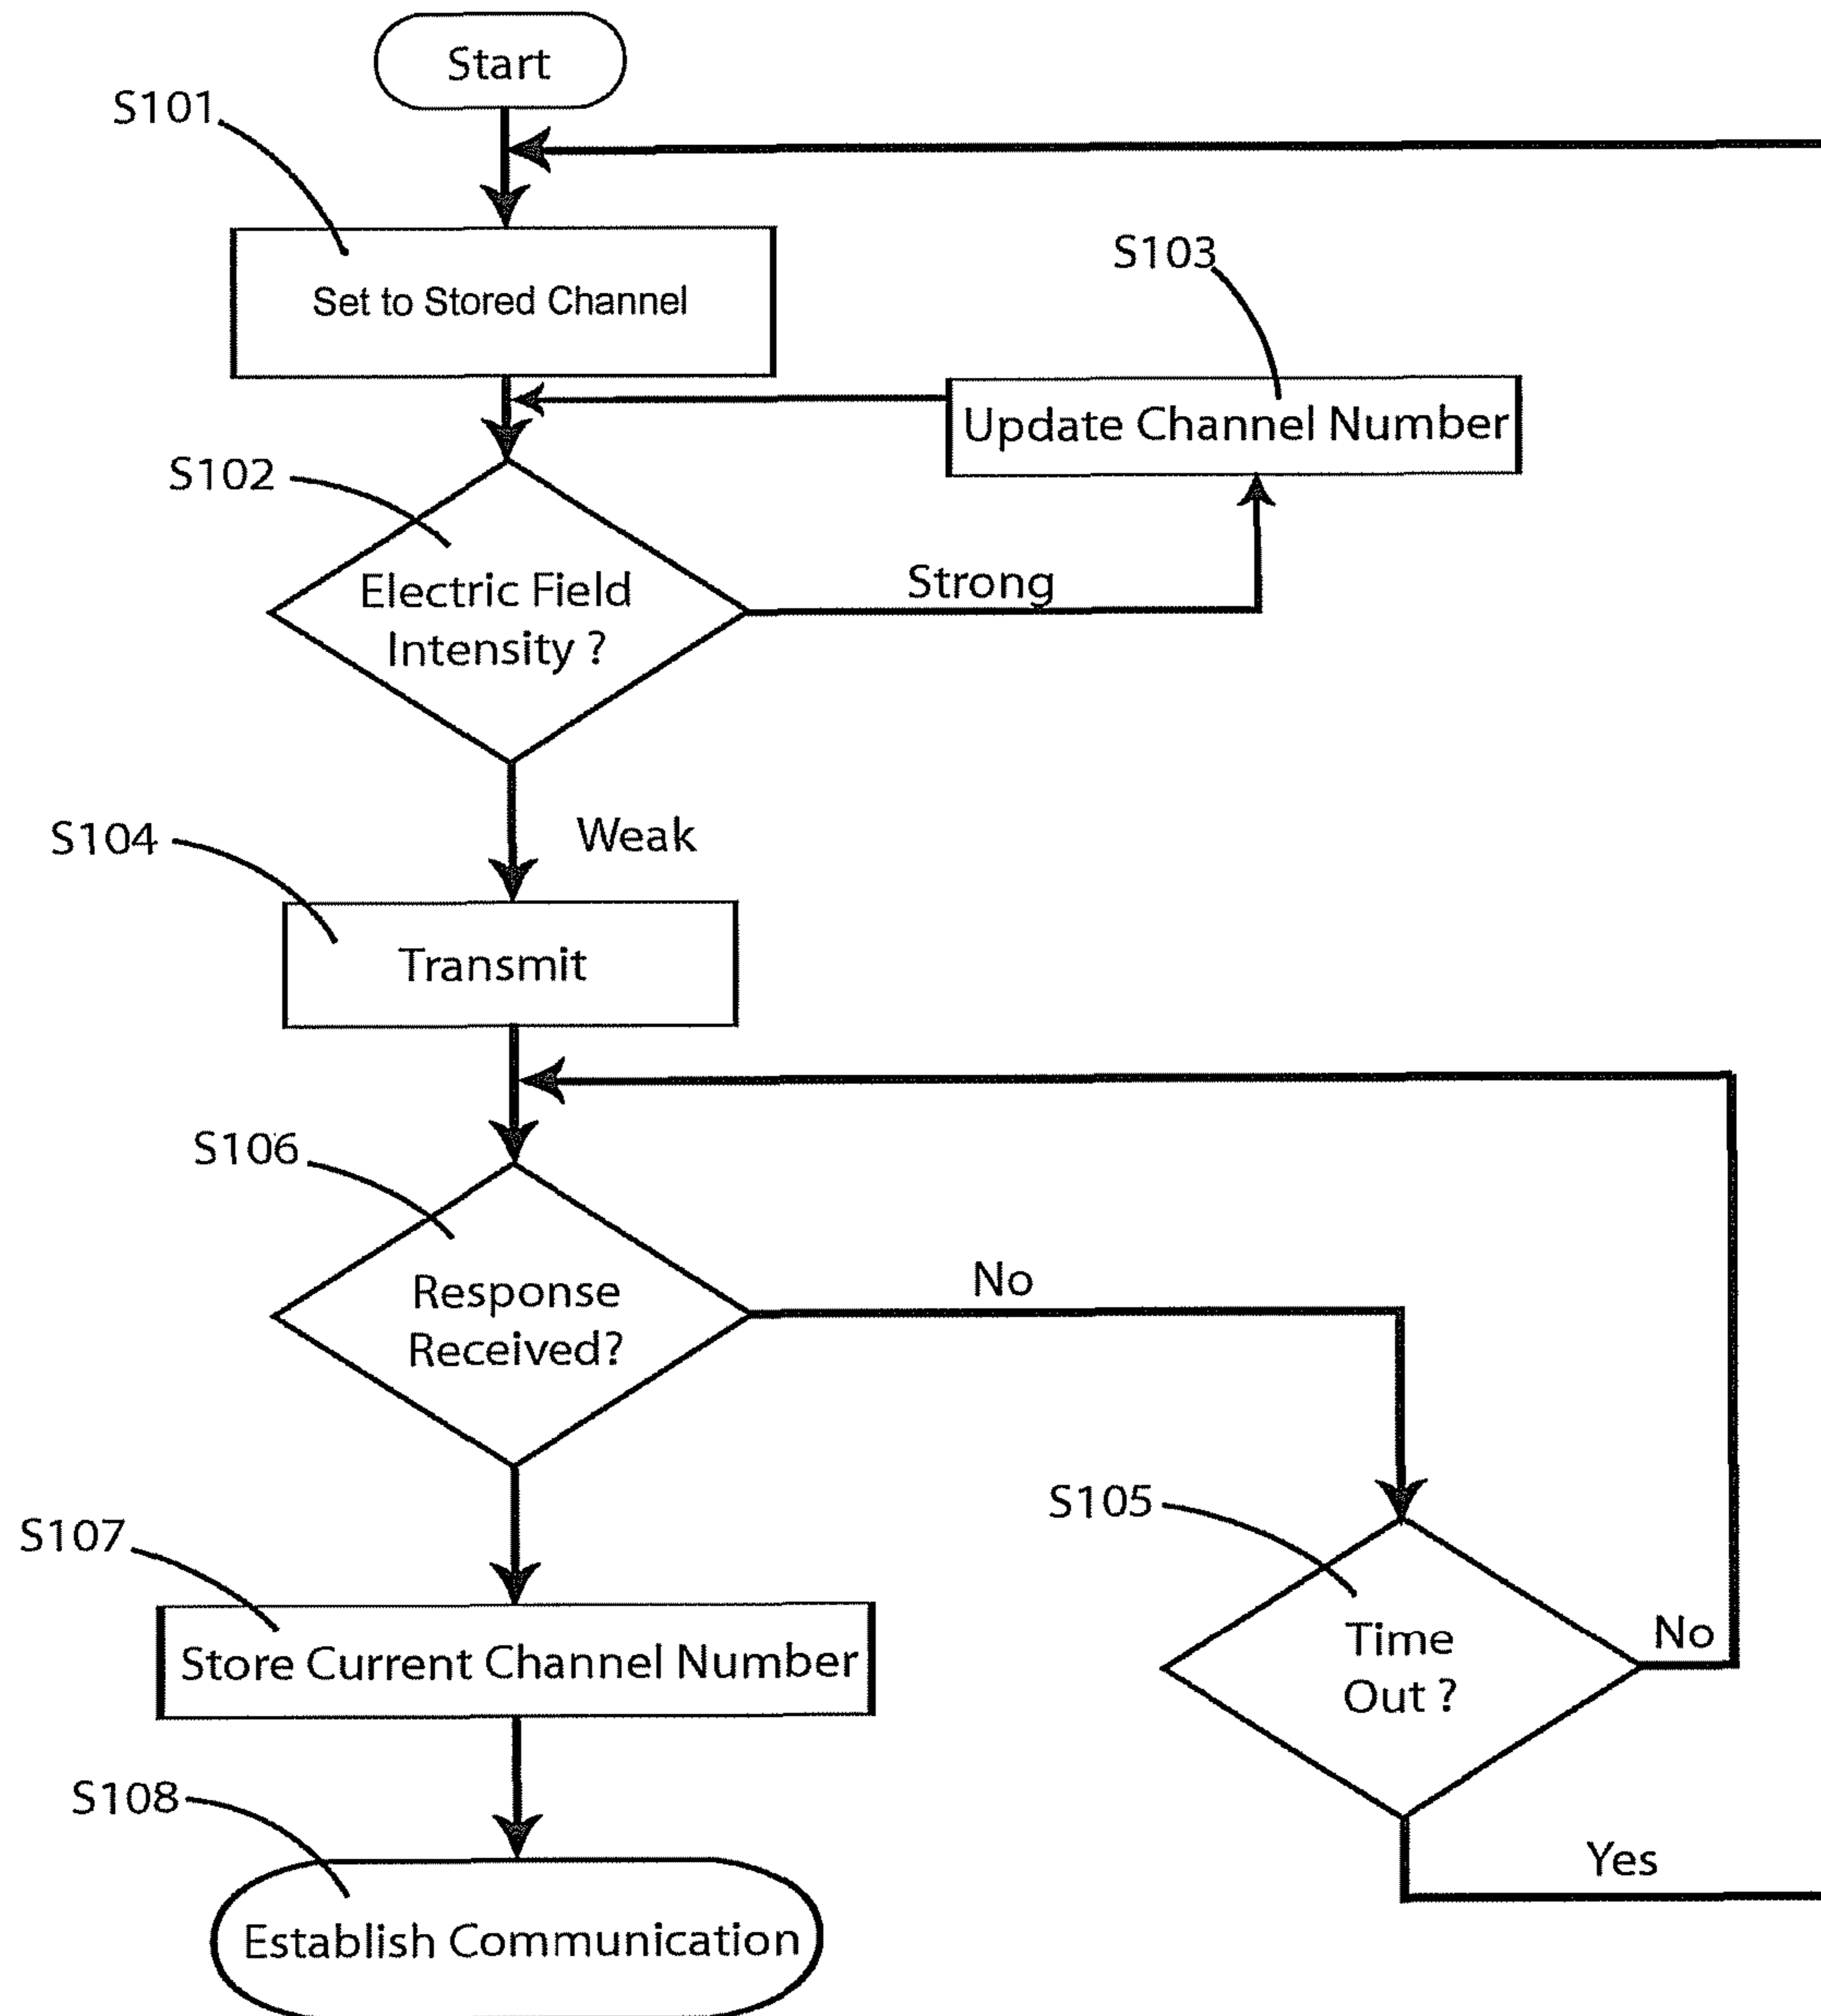 Start
S101
Set to Stored Channel
S103
Update Channel Number
S102
Electric Field
Intensity ?
Strong
Weak
S104
Transmit
S106
Response
Received?
No
S105
Time
Out ?
No
Yes
S107
Store Current Channel Number
S108
Establish Communication